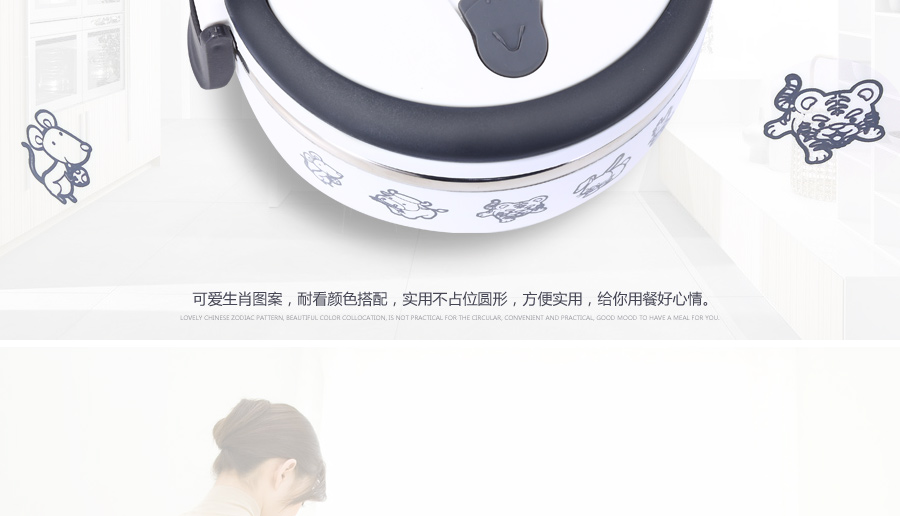 可爱生肖图案，耐看颜色搭配，实用不占位圆形，方便实用，给你用餐好心情。
LOVELY CHINESE ZODIAC PATTERN, BEAUTIFUL COLOR COLLOCATION, IS NOT PRACTICAL FOR THE CIRCULAR, CONVENIENT AND PRACTICAL, GOOD MOOD TO HAVE A MEAL FOR YOU.